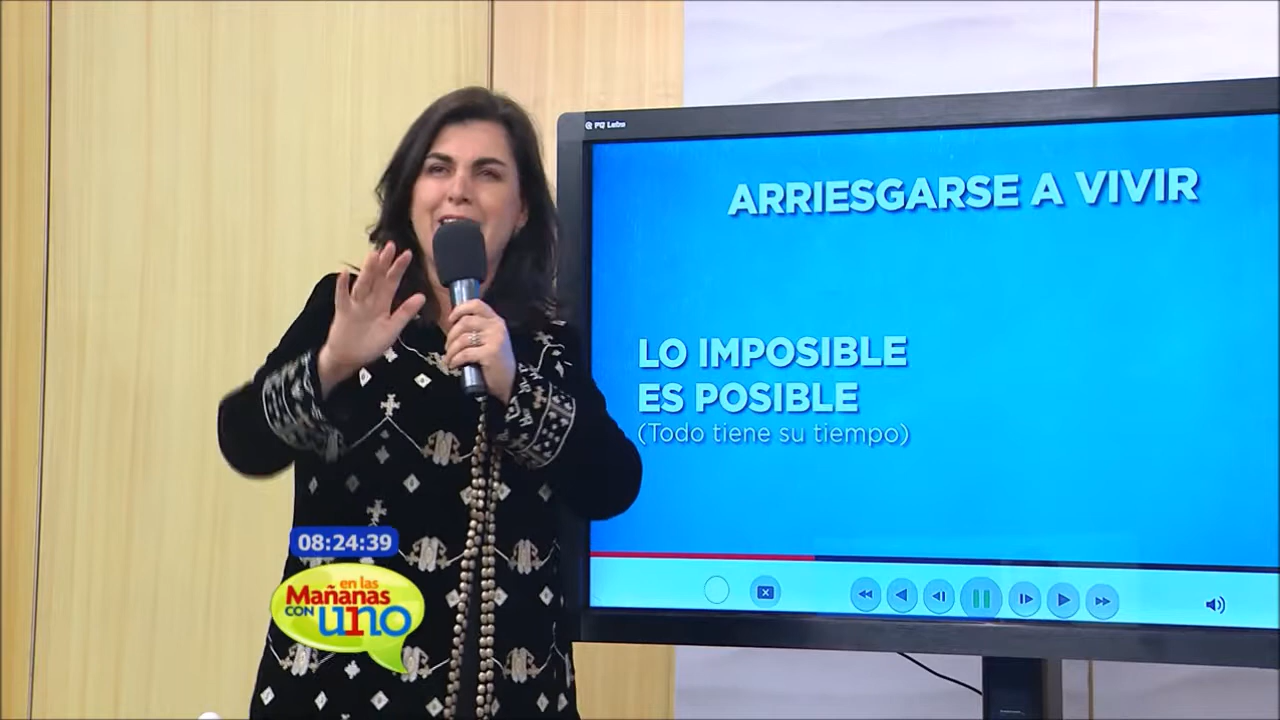 ARRIESGARSE A VIVIR
LO IMPOSIBLE
ES POSIBLE
(Todo tiene su tiempo)
08:24:39
en las
Mañanas
CON
uno